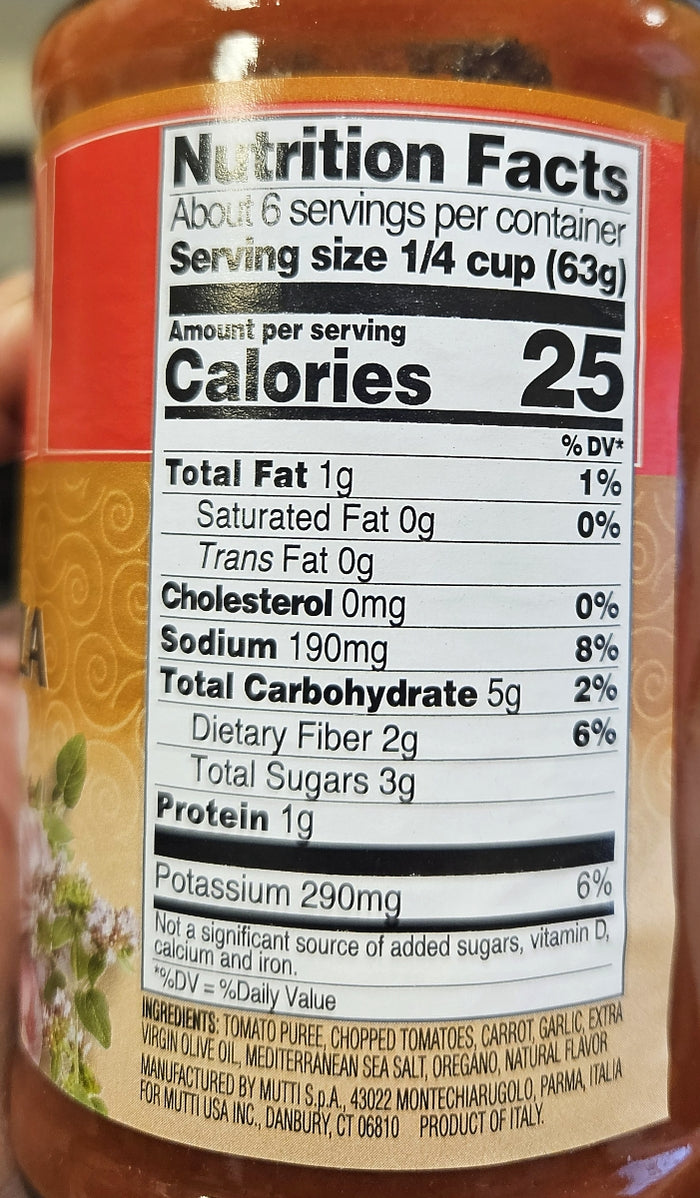 Nutrition Facts
About 6 servings per container
Serving size 1/4 cup (63g)
Amount per serving
Calories 25
% DV*
Total Fat 1g 1%
Saturated Fat 0g 0%
Trans Fat 0g
Cholesterol 0mg 0%
Sodium 190mg 8%
Total Carbohydrate 5g 2%
Dietary Fiber 2g 6%
Total Sugars 3g
Protein 1g
Potassium 290mg 6%
Not a significant source of added sugars, vitamin D,
calcium and iron.
*%DV = %Daily Value
INGREDIENTS: TOMATO PUREE, CHOPPED TOMATOES, CARROT, GARLIC, EXTRA
VIRGIN OLIVE OIL, MEDITERRANEAN SEA SALT, OREGANO, NATURAL FLAVOR
MANUFACTURED BY MUTTI S.p.A., 43022 MONTECHIARUGOLO, PARMA, ITALIA
FOR MUTTI USA INC., DANBURY, CT 06810 PRODUCT OF ITALY.